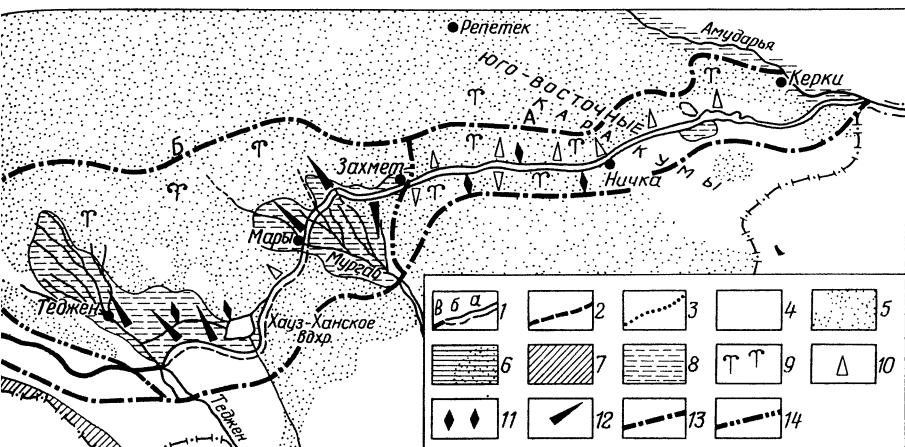 Репетек
Амударья
Керки
ЮГО-ВОСТОЧНЫЕ
КАРАКУМЫ
А
Б
Захмет
Ничка
Мары
Мургаб
Теджен
Хауз-Ханское
вдхр.
Теджен
в б а 1
2
3
4
5
6
7
8
9
10
11
12
13
14